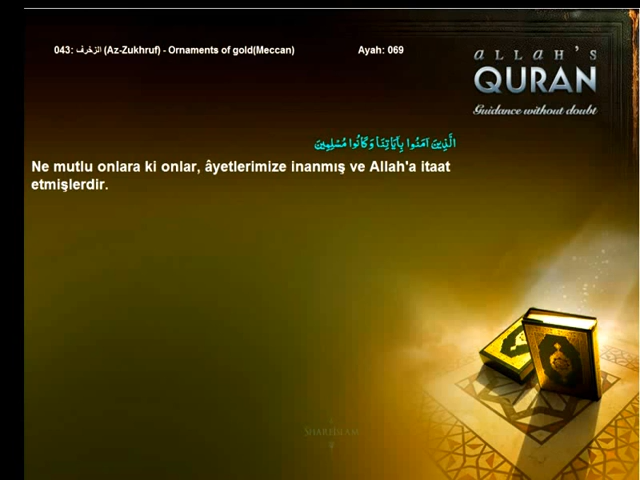 043: الزخرف (Az-Zukhruf) - Ornaments of gold(Meccan) Ayah: 069
ALLAH'S
QURAN
Guidance without doubt
الَّذِينَ آمَنُوا بِآيَاتِنَا وَكَانُوا مُسْلِمِينَ
Ne mutlu onlara ki onlar, âyetlerimize inanmış ve Allah'a itaat
etmişlerdir.
SHAREISLAM